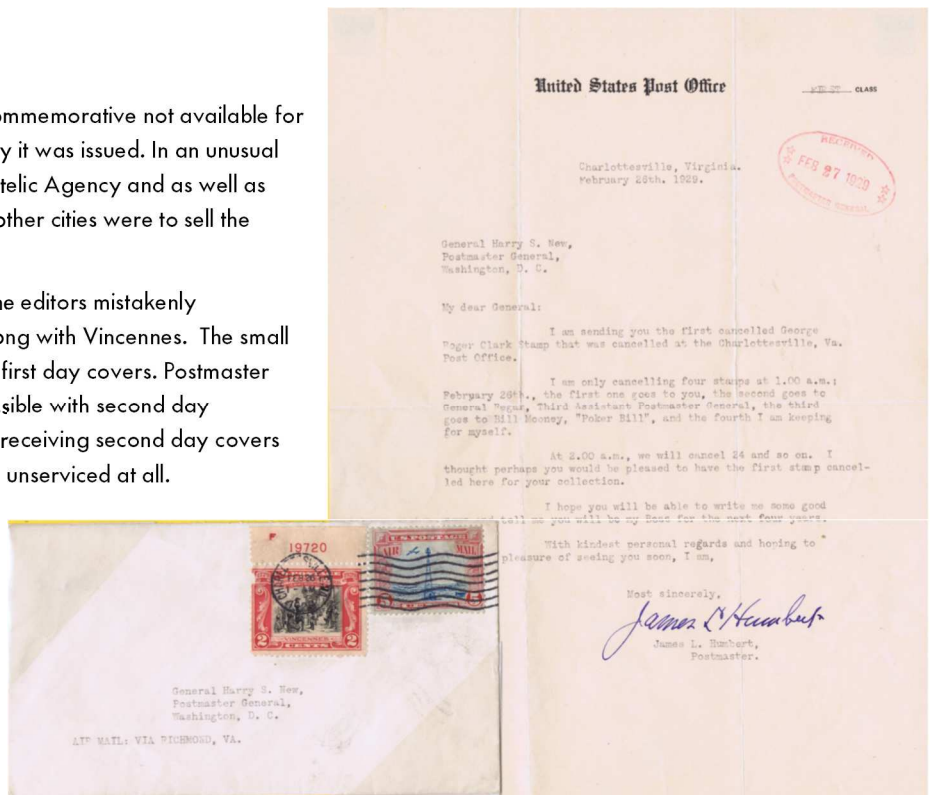 ommemorative not available for
y it was issued. In an unusual
telic Agency and as well as
other cities were to sell the
ne editors mistakenly
ong with Vincennes. The small
first day covers. Postmaster
sible with second day
receiving second day covers
unserviced at all.
United States Post Office
CLASS
RECEIVED
FEB 27 1929
POSTMASTER GENERAL
Charlottesville, Virginia.
February 26th. 1929.
General Harry S. New,
Postmaster General,
Washington, D. C.
My dear General:
I am sending you the first cancelled George
Roger Clark Stamp that was cancelled at the Charlottesville, Va.
Post Office.
I am only cancelling four stamps at 1.00 a.m.;
February 26th., the first one goes to you, the second goes to
General Regar, Third Assistant Postmaster General, the third
goes to Bill Mooney, "Poker Bill", and the fourth I am keeping
for myself.
At 2.00 a.m., we will cancel 24 and so on. I
thought perhaps you would be pleased to have the first stamp cancel-
led here for your collection.
I hope you will be able to write me some good
tell me you will be my Boss for the next four years.
With kindest personal regards and hoping to
pleasure of seeing you soon, I am,
Most sincerely,
James L Humbert
James L. Humbert,
Postmaster.
F
19720
U.S. POSTAGE
AIR MAIL
VINCENNES
2 CENTS 2
General Harry S. New,
Postmaster General,
Washington, D. C.
AIR MAIL: VIA RICHMOND, VA.